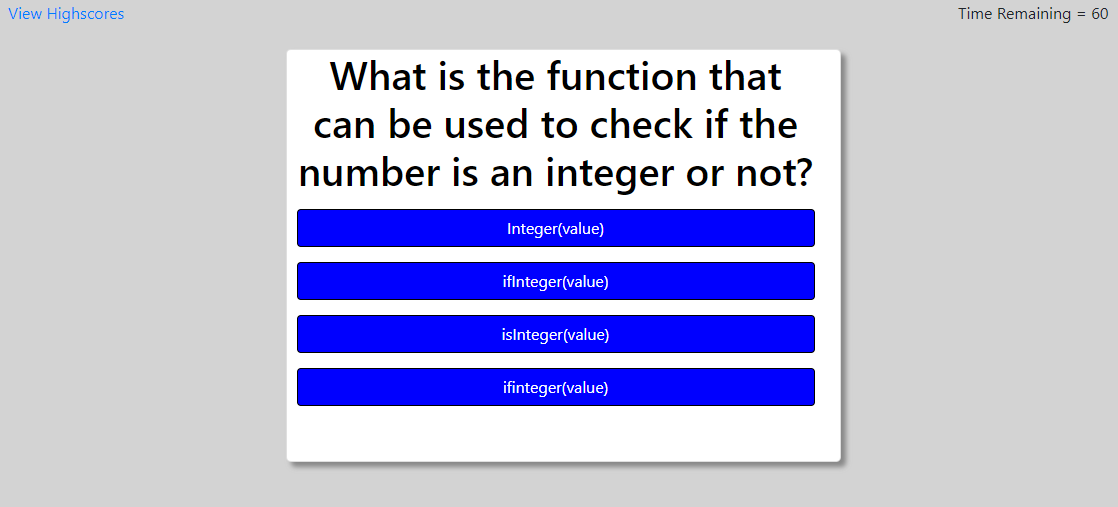 View Highscores
Time Remaining = 60
What is the function that
can be used to check if the
number is an integer or not?
Integer(value)
ifInteger(value)
isInteger(value)
ifinteger(value)